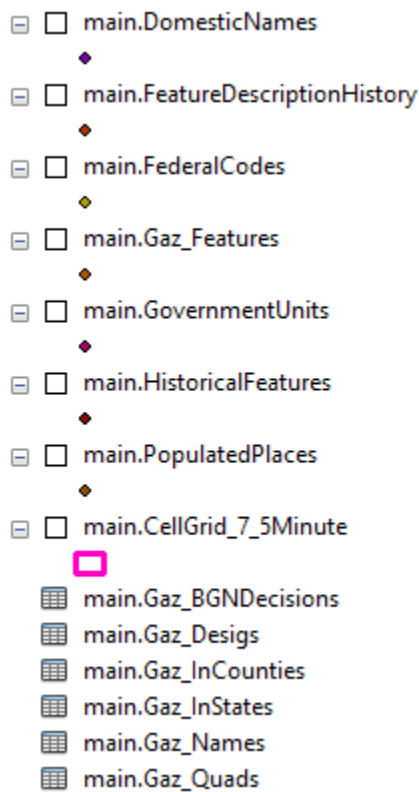 main.DomesticNames
main.FeatureDescriptionHistory
main.FederalCodes
main.Gaz_Features
main.GovernmentUnits
main.HistoricalFeatures
main.PopulatedPlaces
main.CellGrid_7_5Minute
main.Gaz_BGNDecisions
main.Gaz_Desigs
main.Gaz_InCounties
main.Gaz_InStates
main.Gaz_Names
main.Gaz_Quads